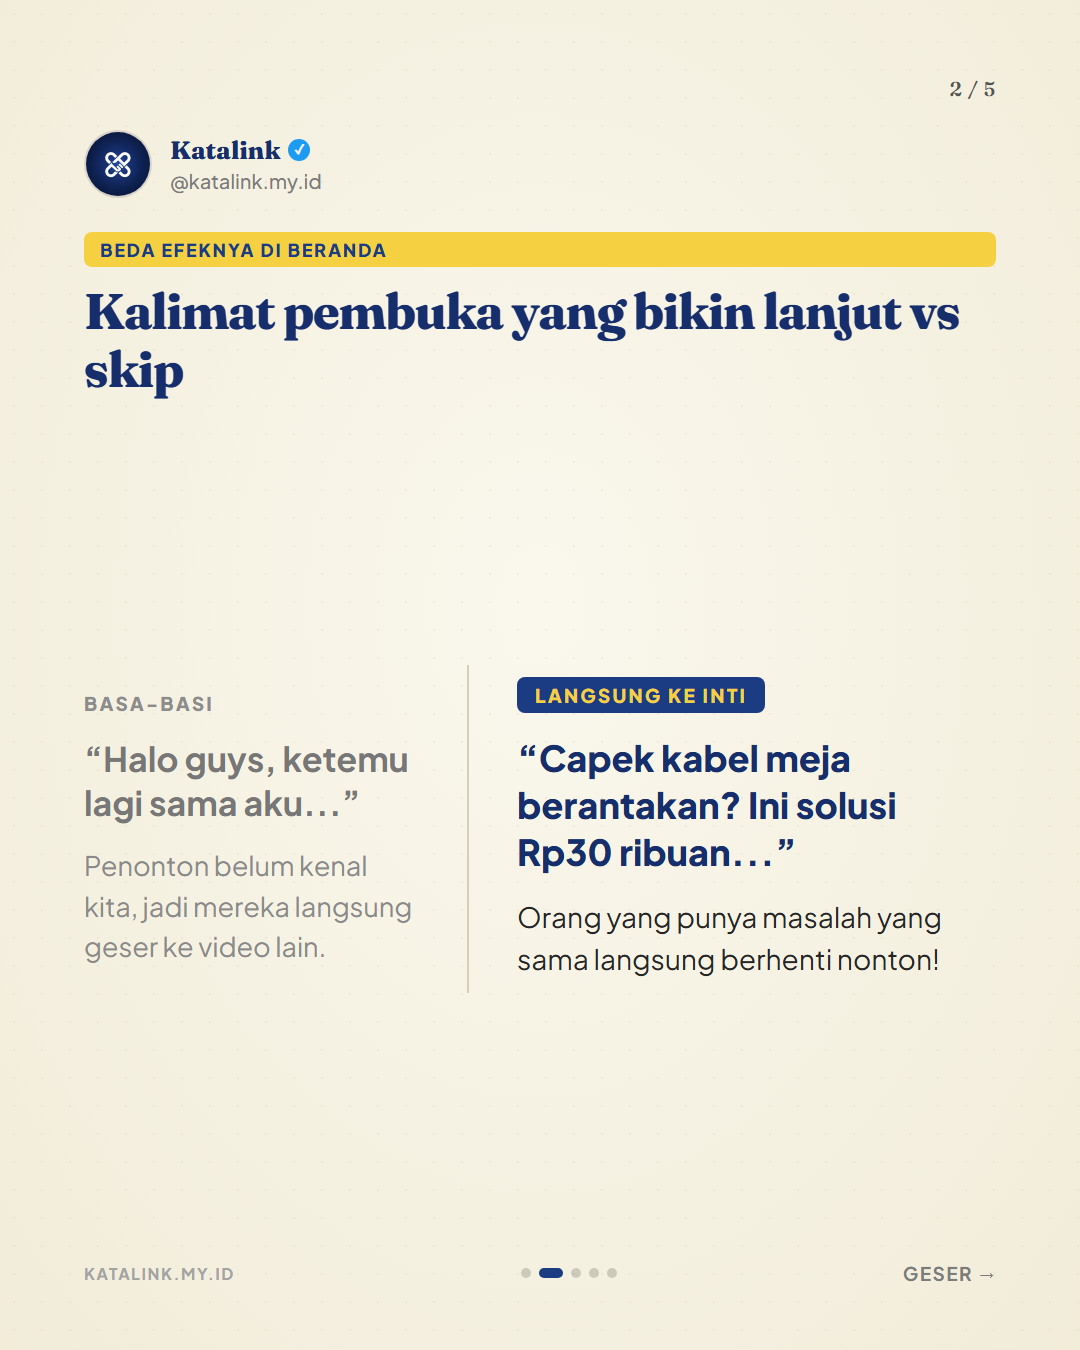 2 / 5
Katalink
@katalink.my.id
BEDA EFEKNYA DI BERANDA
Kalimat pembuka yang bikin lanjut vs
skip
BASA-BASI
“Halo guys, ketemu
lagi sama aku...”
Penonton belum kenal
kita, jadi mereka langsung
geser ke video lain.
LANGSUNG KE INTI
“Capek kabel meja
berantakan? Ini solusi
Rp30 ribuan...”
Orang yang punya masalah yang
sama langsung berhenti nonton!
KATALINK.MY.ID
GESER →